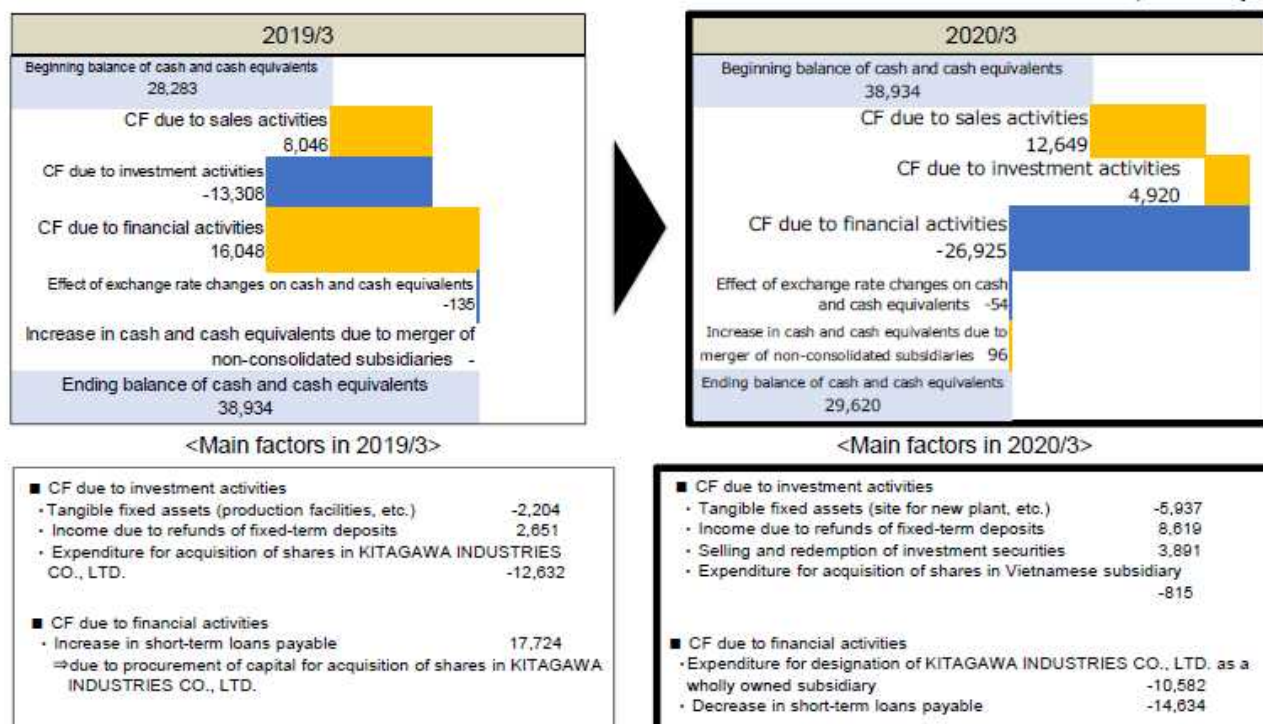 2019/3
Beginning balance of cash and cash equivalents
28,283
CF due to sales activities
8,046
CF due to investment activities
-13,308
CF due to financial activities
16,048
Effect of exchange rate changes on cash and cash equivalents
-135
Increase in cash and cash equivalents due to merger of
non-consolidated subsidiaries -
Ending balance of cash and cash equivalents
38,934
<Main factors in 2019/3>
■ CF due to investment activities
・Tangible fixed assets (production facilities, etc.) -2,204
・Income due to refunds of fixed-term deposits 2,651
・Expenditure for acquisition of shares in KITAGAWA INDUSTRIES
CO., LTD. -12,632
■ CF due to financial activities
・Increase in short-term loans payable 17,724
⇒due to procurement of capital for acquisition of shares in KITAGAWA
INDUSTRIES CO., LTD.
2020/3
Beginning balance of cash and cash equivalents
38,934
CF due to sales activities
12,649
CF due to investment activities
4,920
CF due to financial activities
-26,925
Effect of exchange rate changes on cash
and cash equivalents -54
Increase in cash and cash equivalents due to
merger of non-consolidated subsidiaries 96
Ending balance of cash and cash equivalents
29,620
<Main factors in 2020/3>
■ CF due to investment activities
・Tangible fixed assets (site for new plant, etc.) -5,937
・Income due to refunds of fixed-term deposits 8,619
・Selling and redemption of investment securities 3,891
・Expenditure for acquisition of shares in Vietnamese subsidiary
-815
■ CF due to financial activities
・Expenditure for designation of KITAGAWA INDUSTRIES CO., LTD. as a
wholly owned subsidiary -10,582
・Decrease in short-term loans payable -14,634